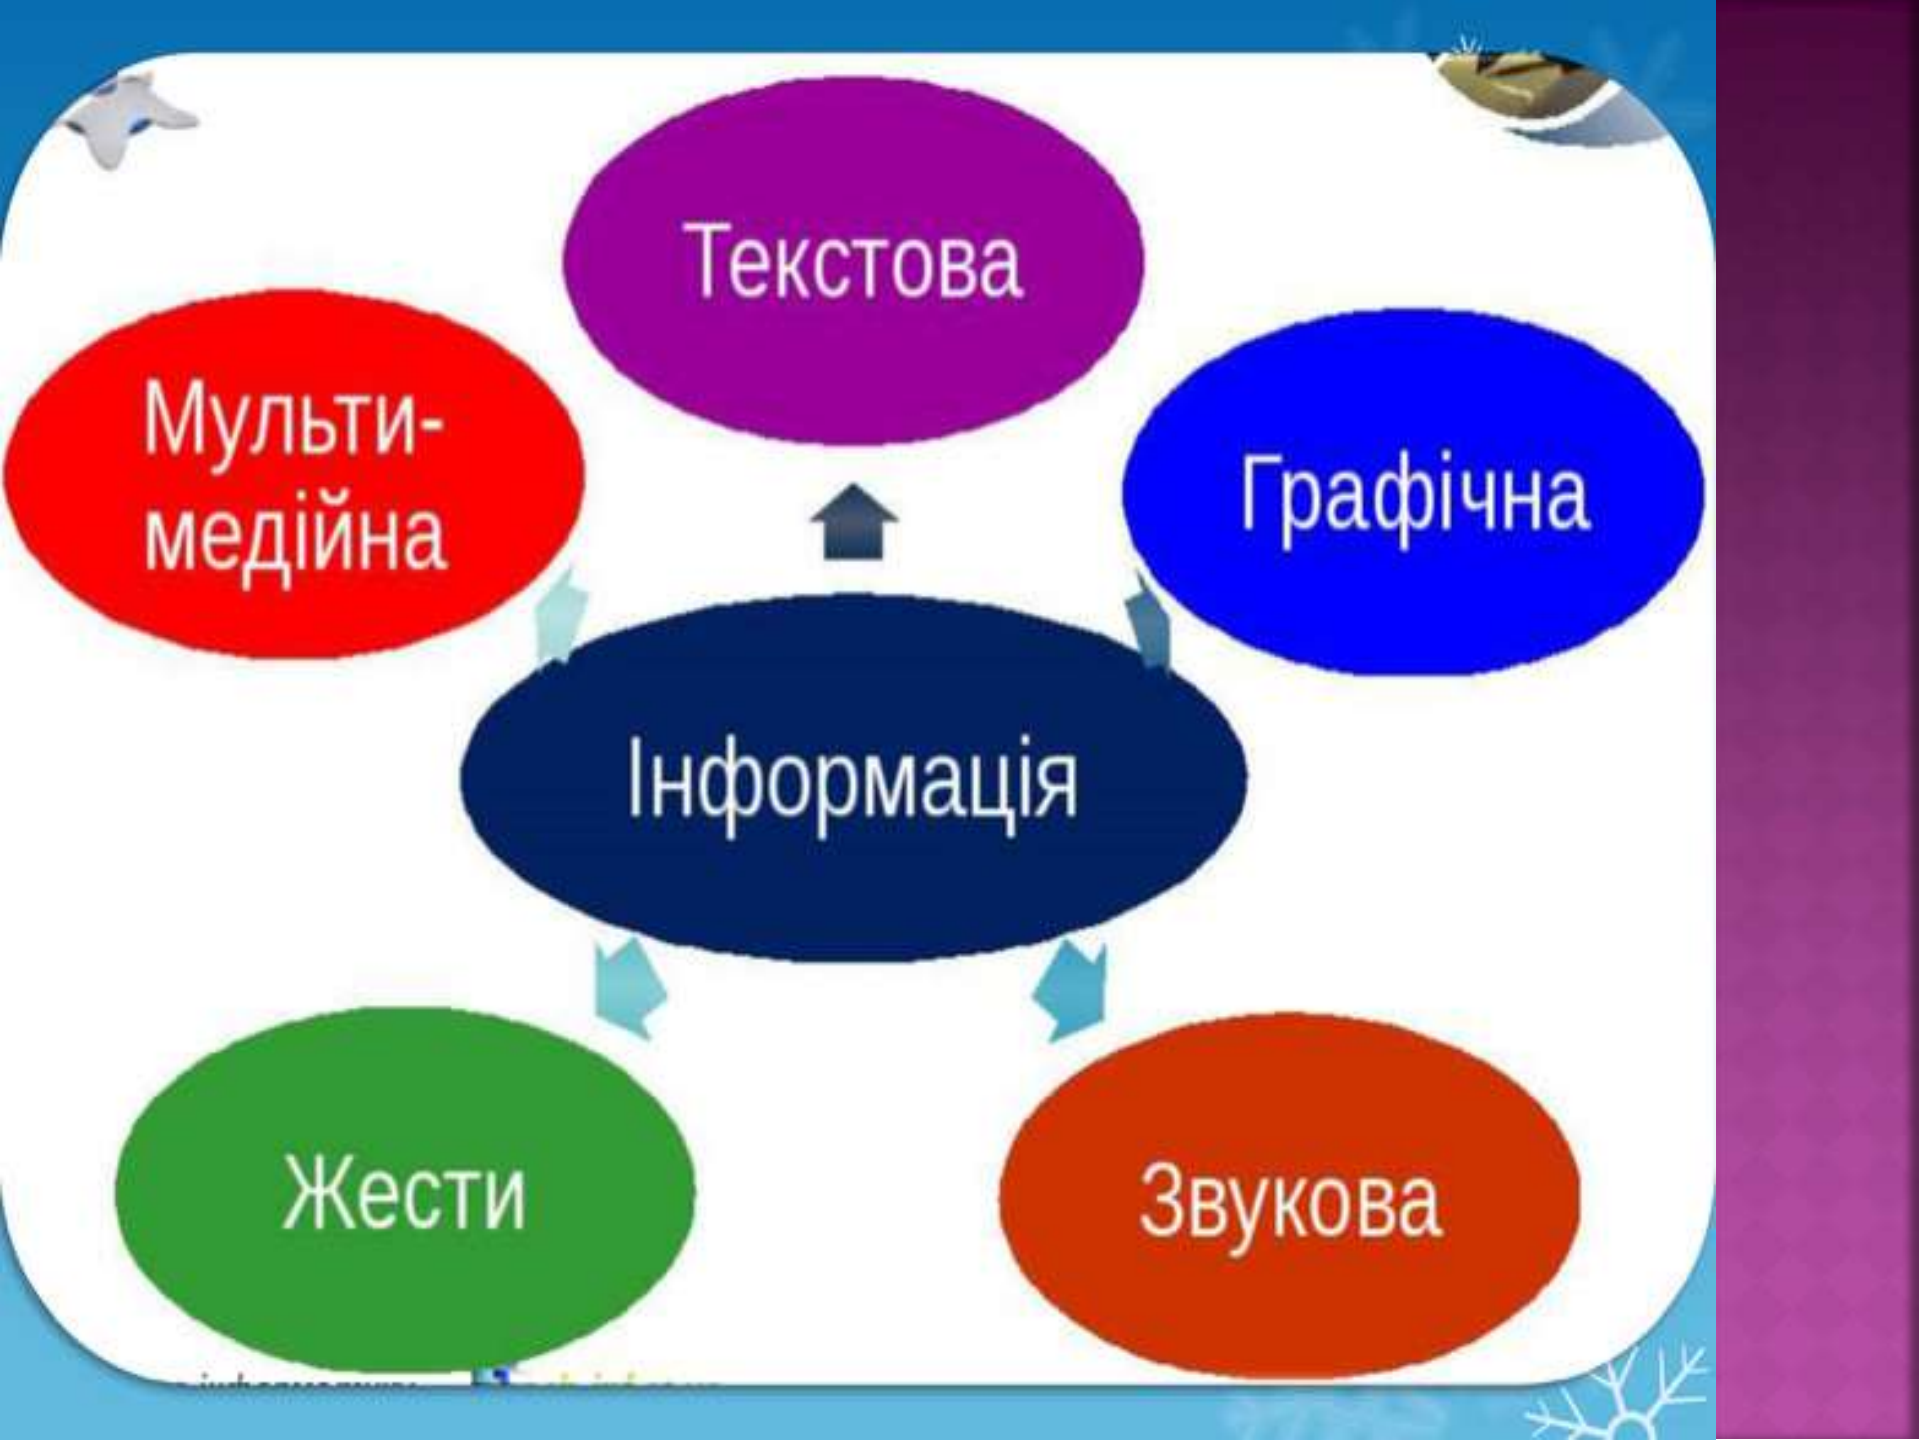 Текстова
Мульти-
медійна
Графічна
Інформація
Жести
Звукова